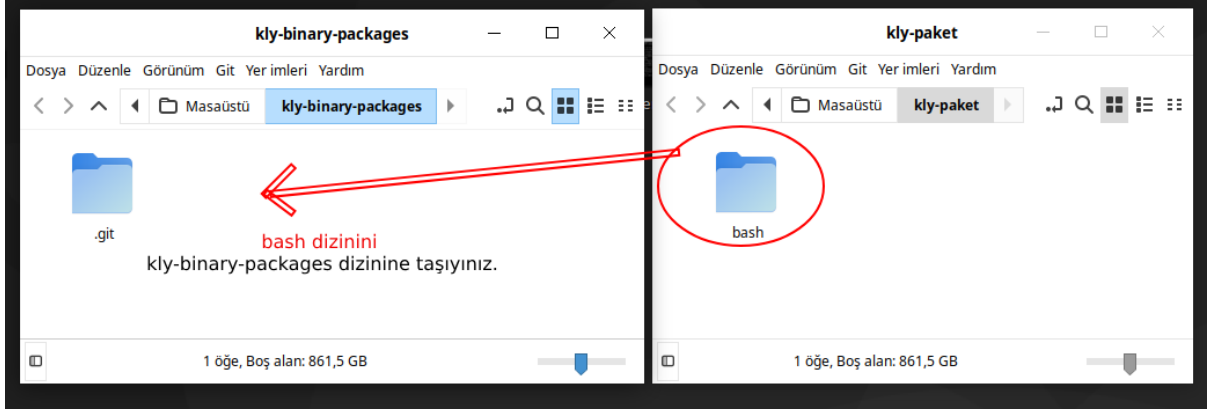 kly-binary-packages
Dosya Düzenle Görünüm Git Yer imleri Yardım
Masaüstü kly-binary-packages
.git
bash dizinini
kly-binary-packages dizinine taşıyınız.
1 öğe, Boş alan: 861,5 GB
kly-paket
Dosya Düzenle Görünüm Git Yer imleri Yardım
Masaüstü kly-paket
bash
1 öğe, Boş alan: 861,5 GB